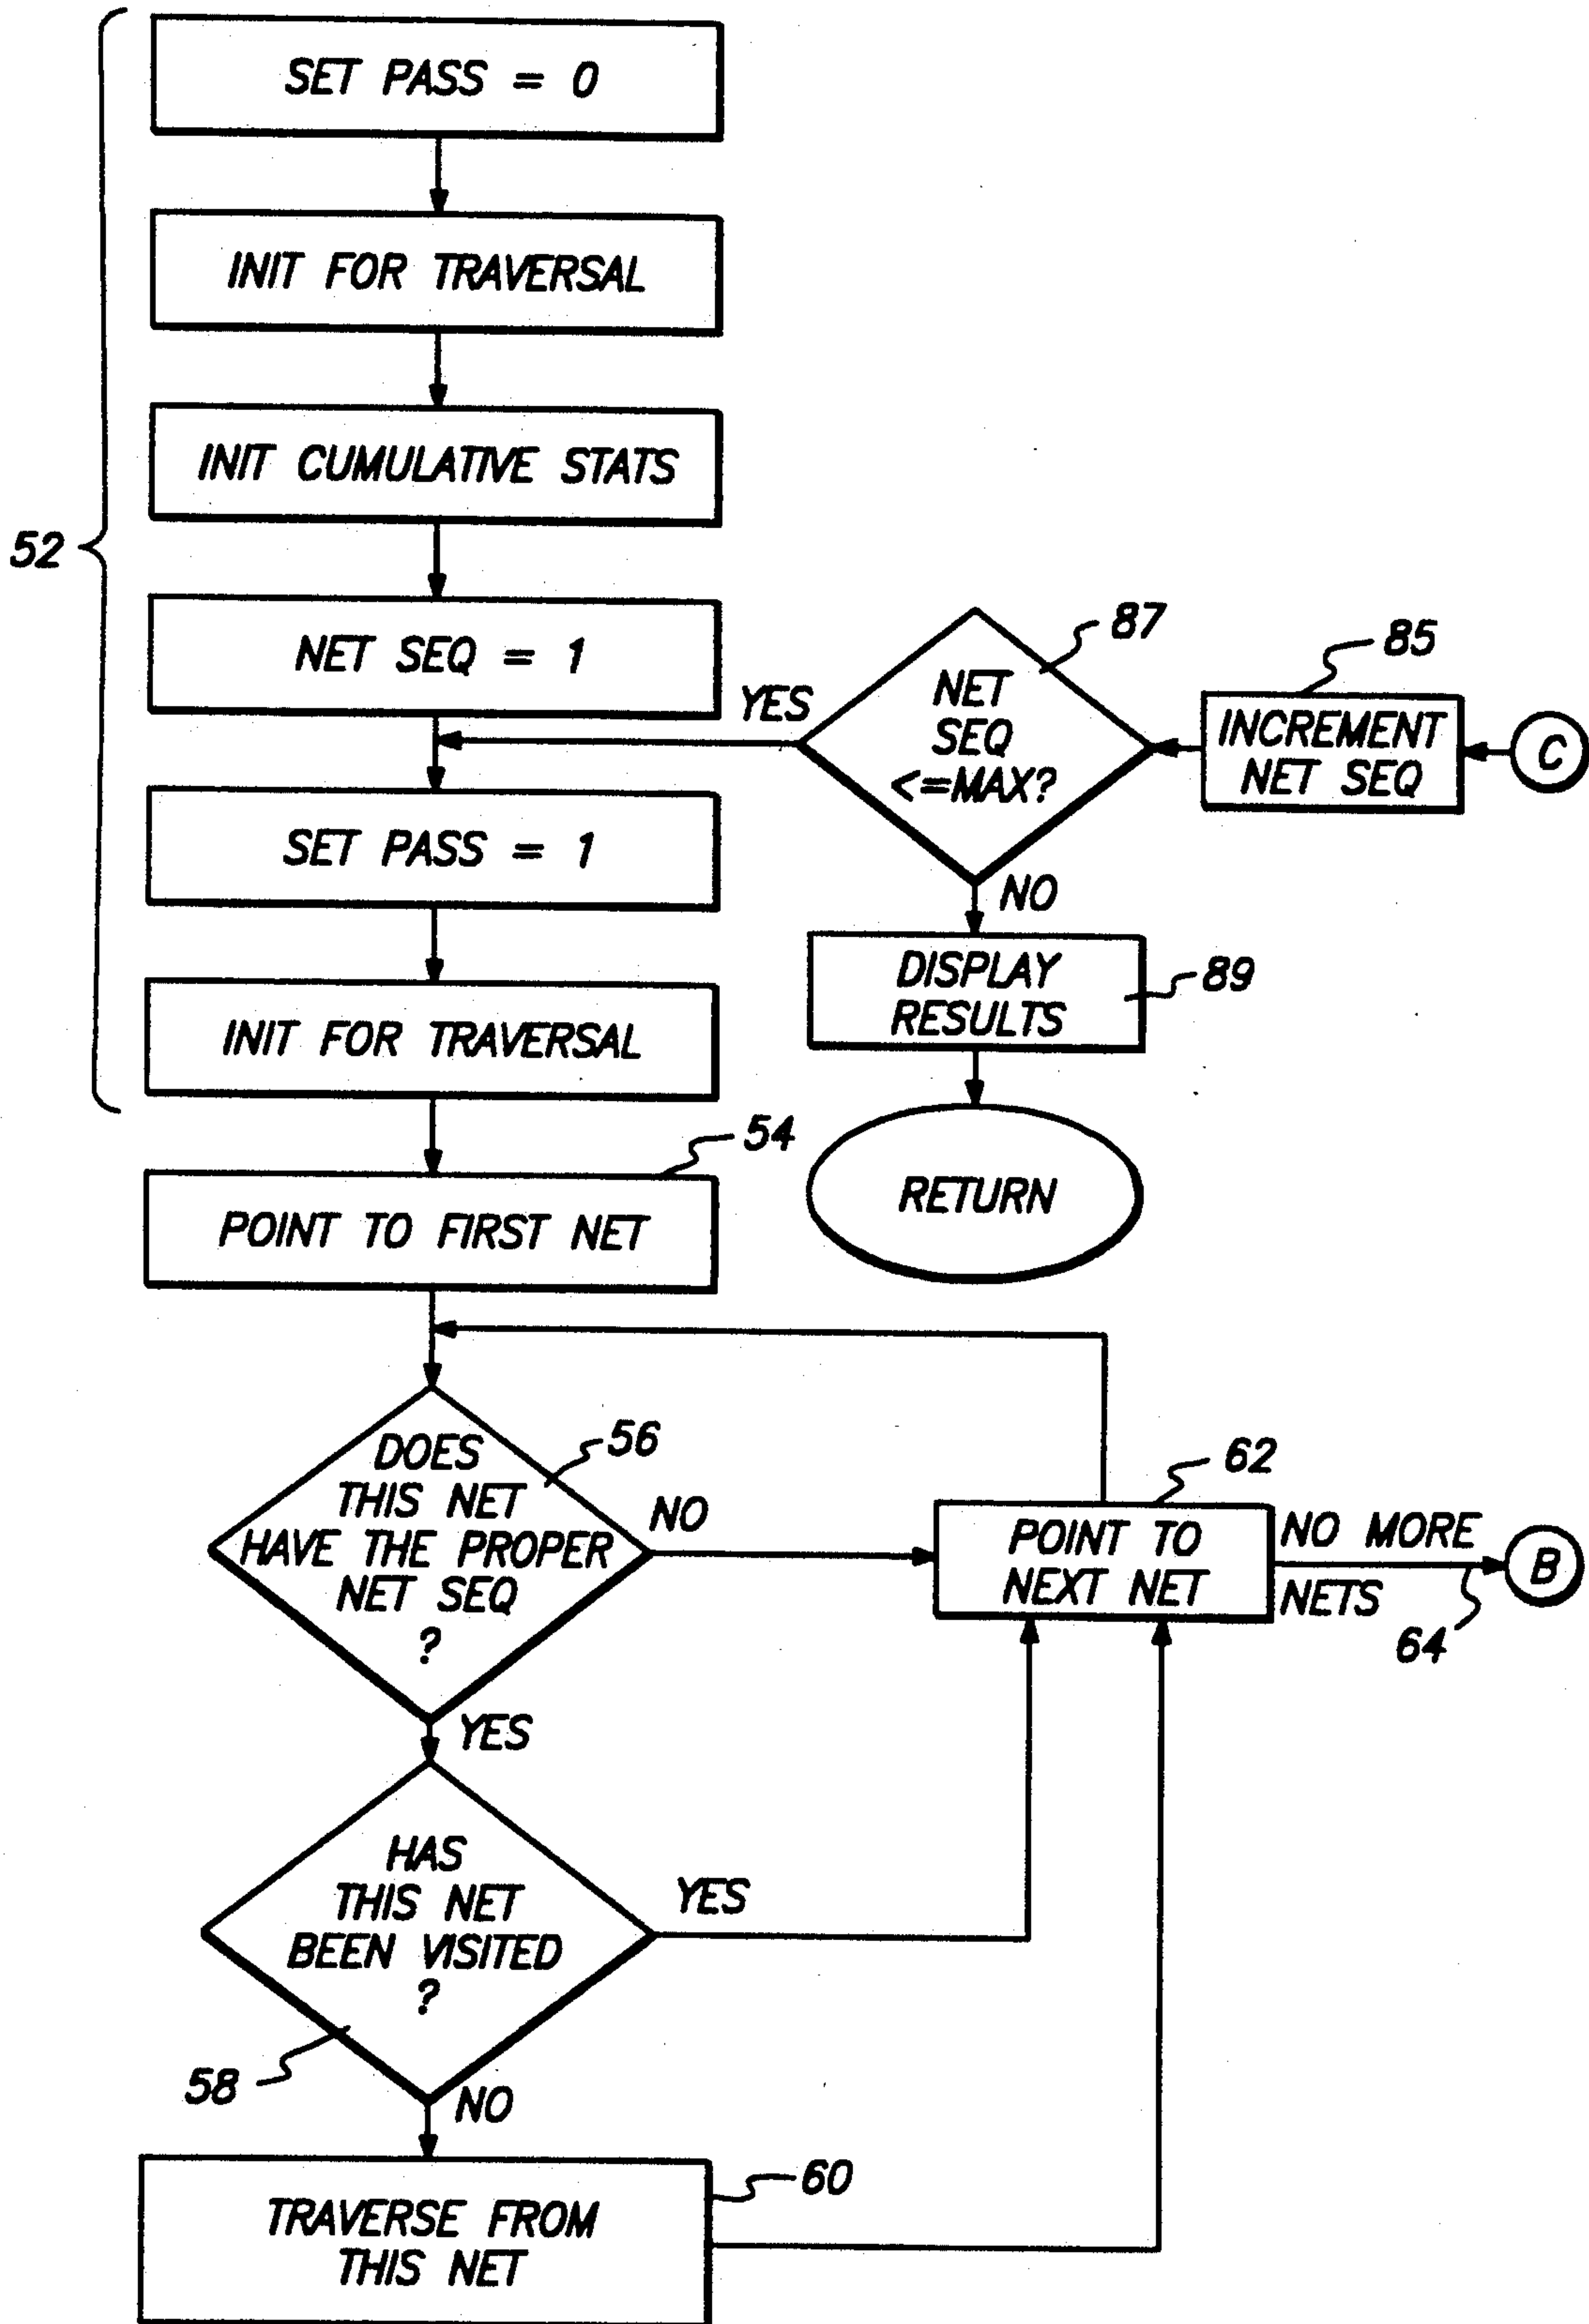 SET PASS = 0
INIT FOR TRAVERSAL
INIT CUMULATIVE STATS
52
NET SEQ = 1
SET PASS = 1
INIT FOR TRAVERSAL
87
NET
SEQ
<=MAX?
YES
NO
85
INCREMENT
NET SEQ
C
DISPLAY
RESULTS
89
RETURN
54
POINT TO FIRST NET
56
DOES
THIS NET
HAVE THE PROPER
NET SEQ
?
NO
YES
62
POINT TO
NEXT NET
NO MORE
NETS
B
64
HAS
THIS NET
BEEN VISITED
?
YES
58
NO
60
TRAVERSE FROM
THIS NET